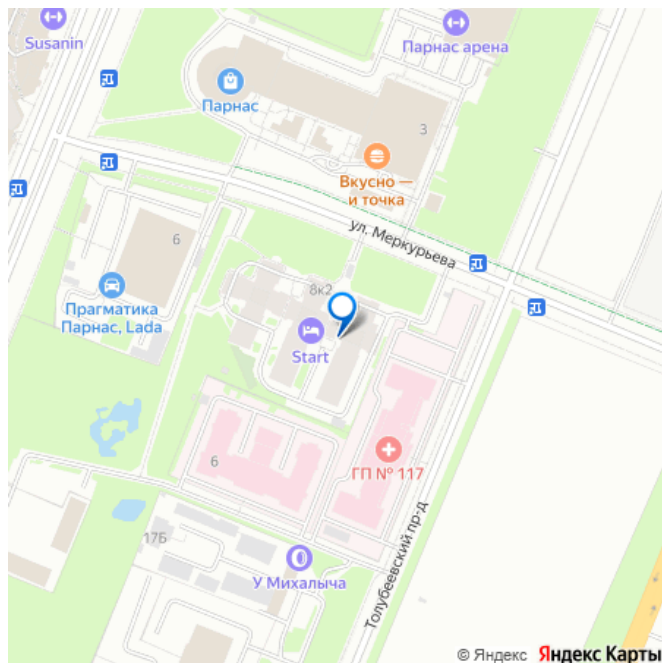 Susanin
Парнас арена
Парнас
3
Вкусно —
и точка
ул. Меркурьева
6
8к2
Прагматика
Парнас, Lada
Start
6
ГП № 117
17Б
У Михалыча
Толубеевский пр-д
© Яндекс Яндекс Карты